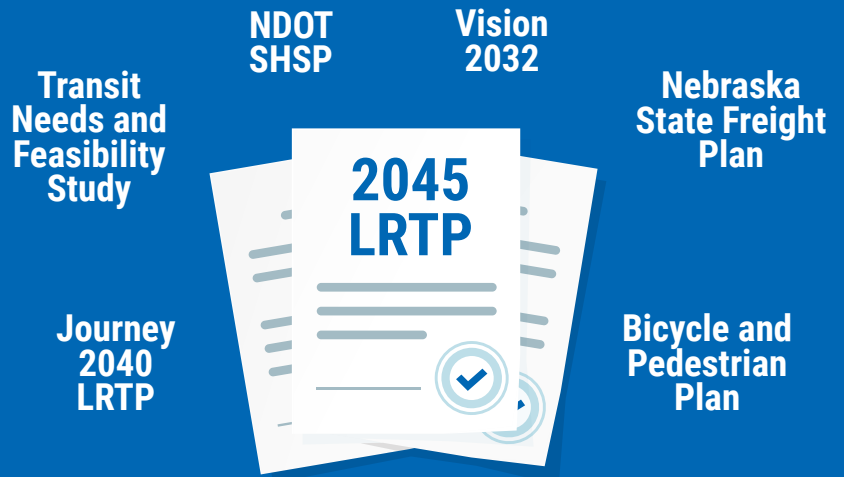 NDOT
SHSP
Vision
2032
Transit
Needs and
Feasibility
Study
Nebraska
State Freight
Plan
2045
LRTP
Journey
2040
LRTP
Bicycle and
Pedestrian
Plan